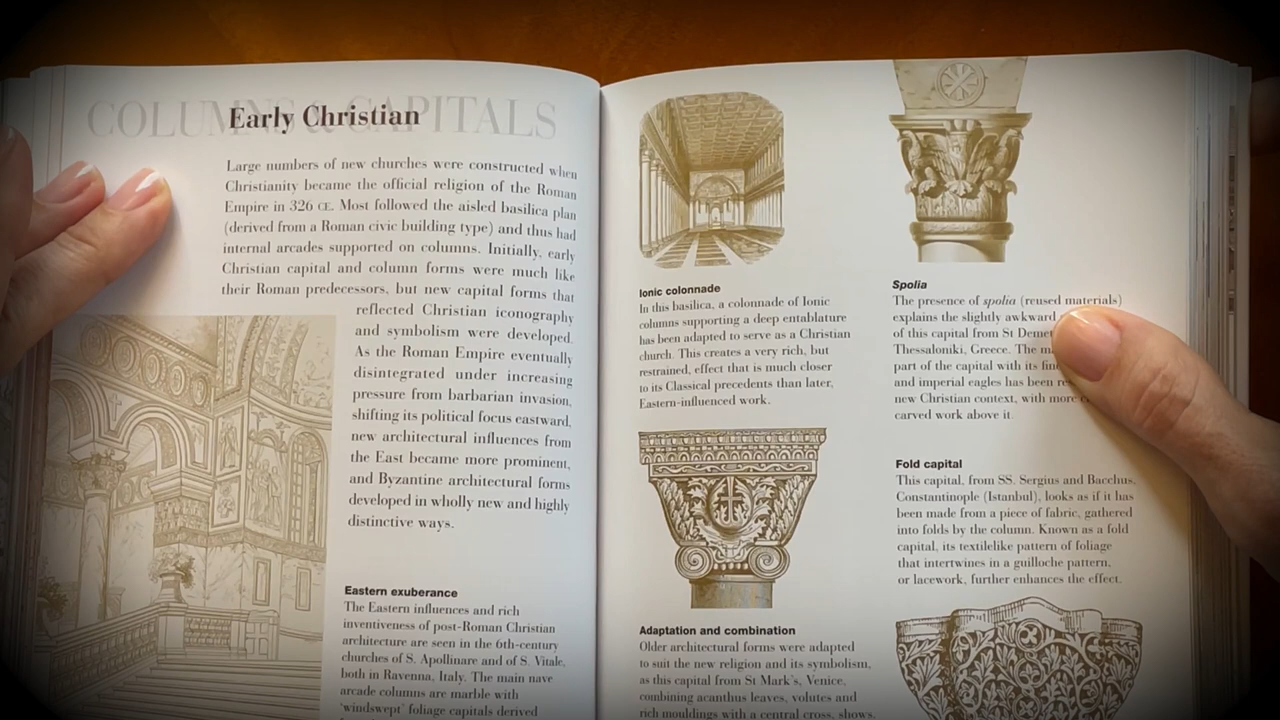 COLUMNS & CAPITALS
Early Christian
Large numbers of new churches were constructed when
Christianity became the official religion of the Roman
Empire in 326 CE. Most followed the aisled basilica plan
(derived from a Roman civic building type) and thus had
internal arcades supported on columns. Initially, early
Christian capital and column forms were much like
their Roman predecessors, but new capital forms that
reflected Christian iconography
and symbolism were developed.
As the Roman Empire eventually
disintegrated under increasing
pressure from barbarian invasion,
shifting its political focus eastward,
new architectural influences from
the East became more prominent,
and Byzantine architectural forms
developed in wholly new and highly
distinctive ways.
Eastern exuberance
The Eastern influences and rich
inventiveness of post-Roman Christian
architecture are seen in the 6th-century
churches of S. Apollinare and of S. Vitale,
both in Ravenna, Italy. The main nave
arcade columns are marble with
'windswept' foliage capitals derived
Ionic colonnade
In this basilica, a colonnade of Ionic
columns supporting a deep entablature
has been adapted to serve as a Christian
church. This creates a very rich, but
restrained, effect that is much closer
to its Classical precedents than later,
Eastern-influenced work.
Adaptation and combination
Older architectural forms were adapted
to suit the new religion and its symbolism,
as this capital from St Mark's, Venice,
combining acanthus leaves, volutes and
rich mouldings with a central cross, shows.
Spolia
The presence of spolia (reused materials)
explains the slightly awkward
of this capital from St
Thessaloniki, Greece. The
part of the capital with its
and imperial eagles has been
new Christian context, with more
carved work above it.
Fold capital
This capital, from SS. Sergius and Bacchus,
Constantinople (Istanbul), looks as if it has
been made from a piece of fabric, gathered
into folds by the column. Known as a fold
capital, its textilelike pattern of foliage
that intertwines in a guilloche pattern,
or lacework, further enhances the effect.